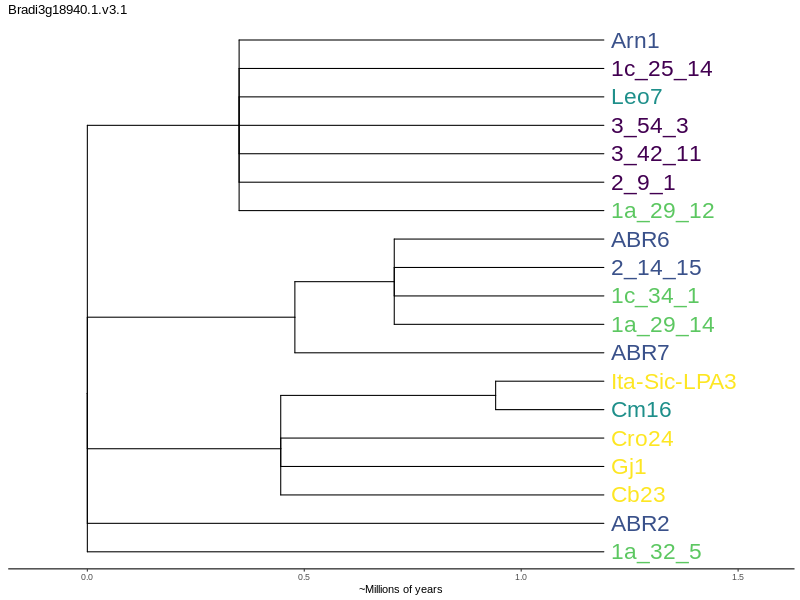 Bradi3g18940.1.v3.1
Arn1
1c_25_14
Leo7
3_54_3
3_42_11
2_9_1
1a_29_12
ABR6
2_14_15
1c_34_1
1a_29_14
ABR7
Ita-Sic-LPA3
Cm16
Cro24
Gj1
Cb23
ABR2
1a_32_5
0.0 0.5 1.0 1.5
~Millions of years